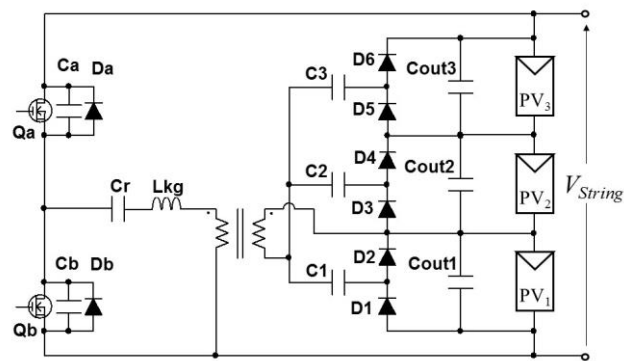 Ca Da
Qa
Cr Lkg
Cb Db
Qb
C3
C2
C1
D6
D5
D4
D3
D2
D1
Cout3
Cout2
Cout1
PV3
PV2
PV1
VString